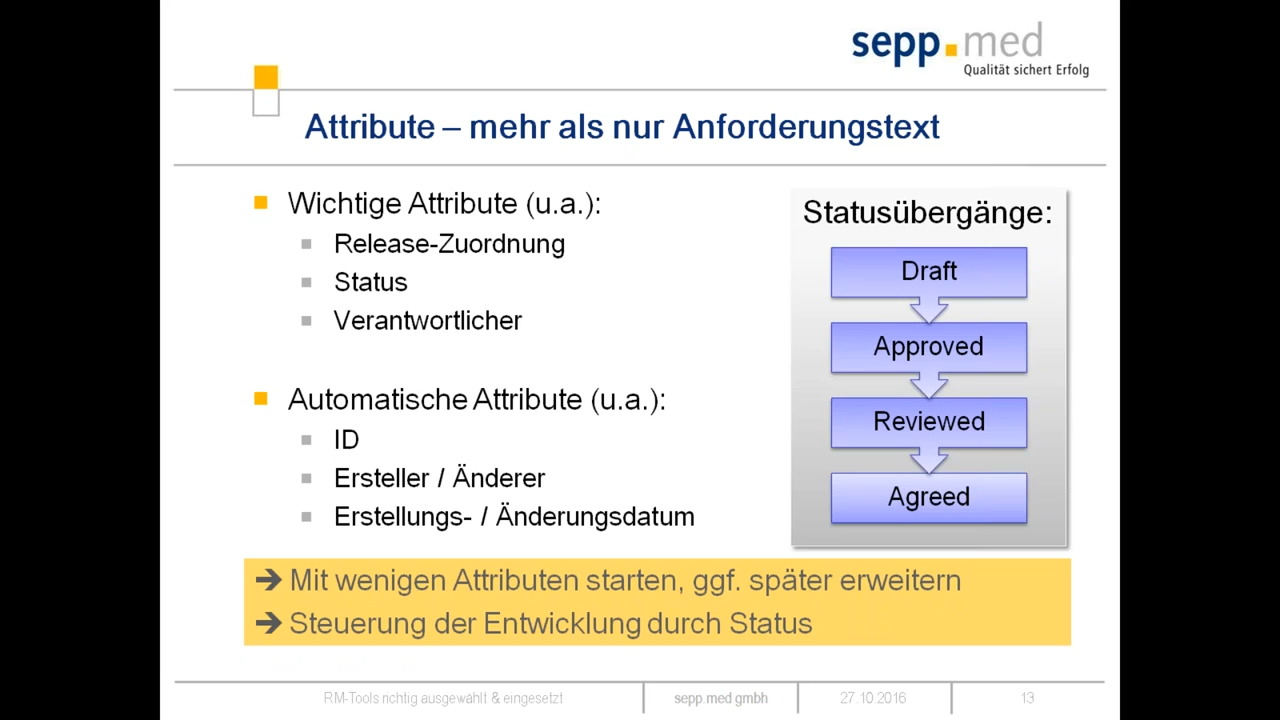 sepp.med
Qualität sichert Erfolg
Attribute – mehr als nur Anforderungstext
Wichtige Attribute (u.a.):
Release-Zuordnung
Status
Verantwortlicher
Automatische Attribute (u.a.):
ID
Ersteller / Änderer
Erstellungs- / Änderungsdatum
Statusübergänge:
Draft
Approved
Reviewed
Agreed
➔ Mit wenigen Attributen starten, ggf. später erweitern
➔ Steuerung der Entwicklung durch Status
RM-Tools richtig ausgewählt & eingesetzt
sepp.med gmbh
27.10.2016
13